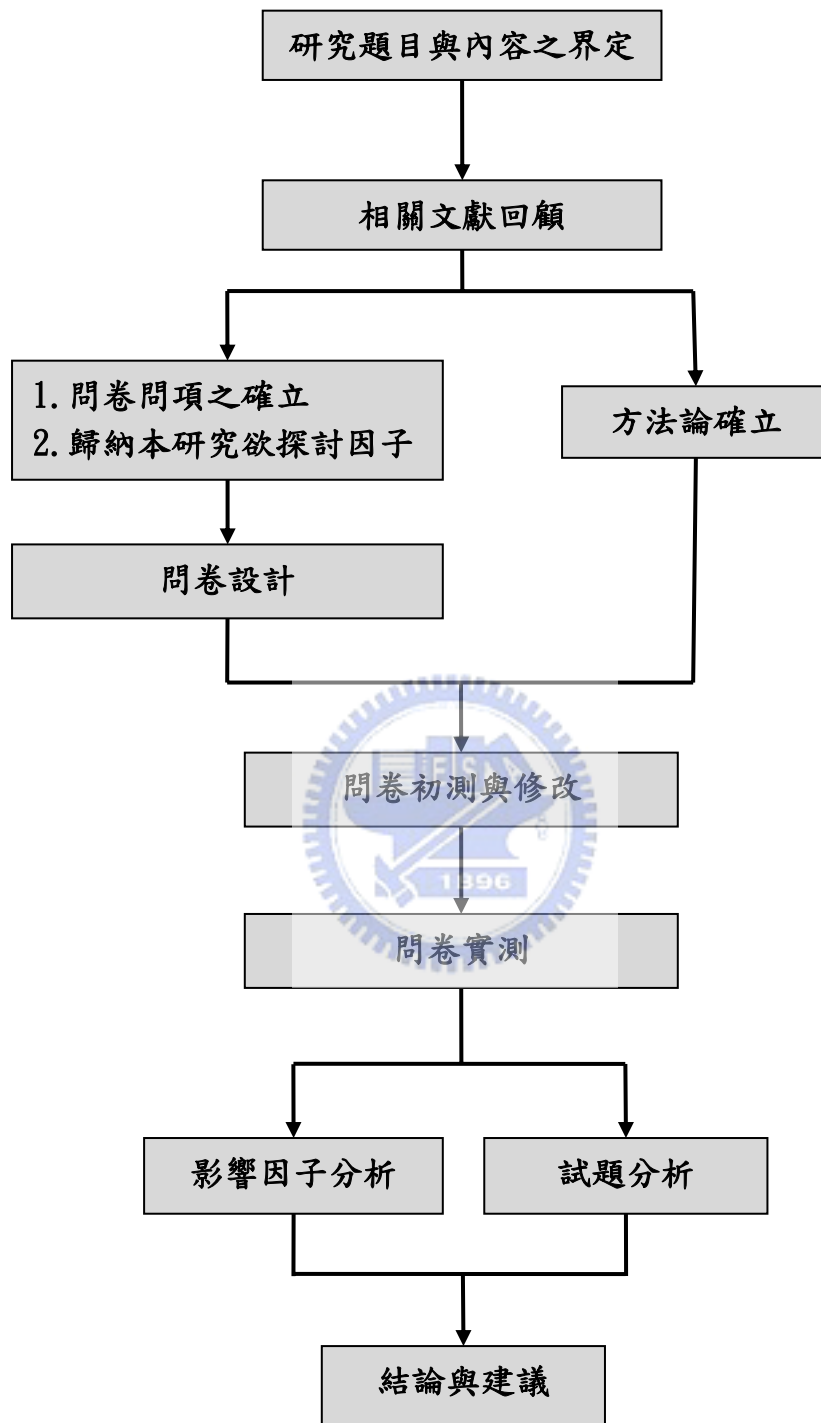 研究題目與內容之界定
相關文獻回顧
1.問卷問項之確立
2.歸納本研究欲探討因子
方法論確立
問卷設計
問卷初測與修改
1896
問卷實測
影響因子分析
試題分析
結論與建議